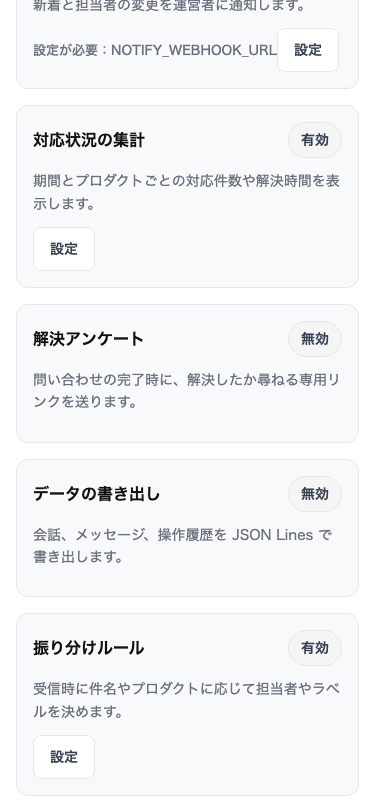 新着と担当者の変更を運営者に通知します。
設定が必要：NOTIFY_WEBHOOK_URL 設定
対応状況の集計 有効
期間とプロダクトごとの対応件数や解決時間を表
示します。
設定
解決アンケート 無効
問い合わせの完了時に、解決したか尋ねる専用リ
ンクを送ります。
データの書き出し 無効
会話、メッセージ、操作履歴を JSON Lines で
書き出します。
振り分けルール 有効
受信時に件名やプロダクトに応じて担当者やラベ
ルを決めます。
設定